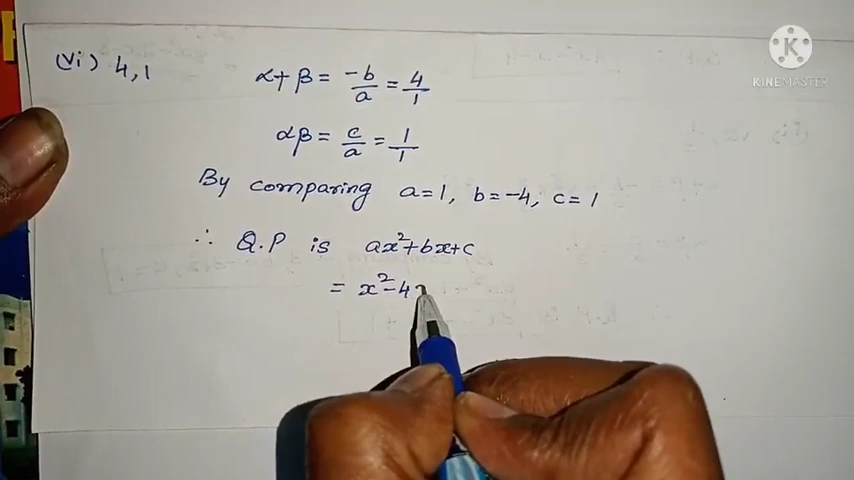 (vi) 4,1 α+β = -b/a = 4/1
αβ = c/a = 1/1
By comparing a=1, b=-4, c=1
∴ Q.P is ax²+bx+c
= x²-4
K
KINEMASTER